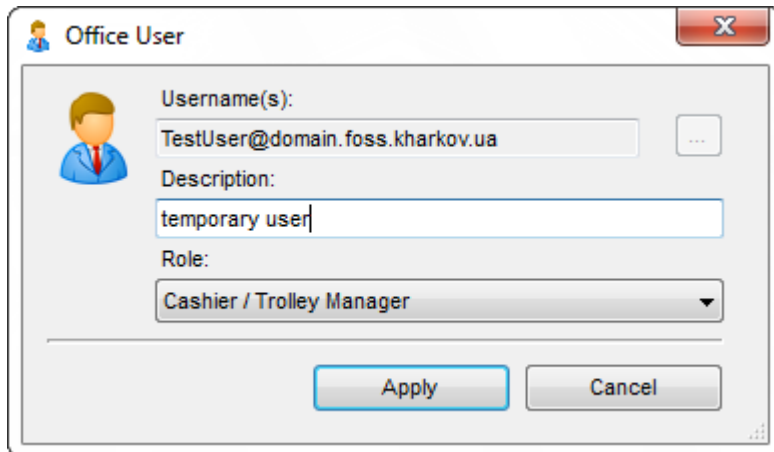 Office User
Username(s):
TestUser@domain.foss.kharkov.ua
...
Description:
temporary user
Role:
Cashier / Trolley Manager
Apply
Cancel